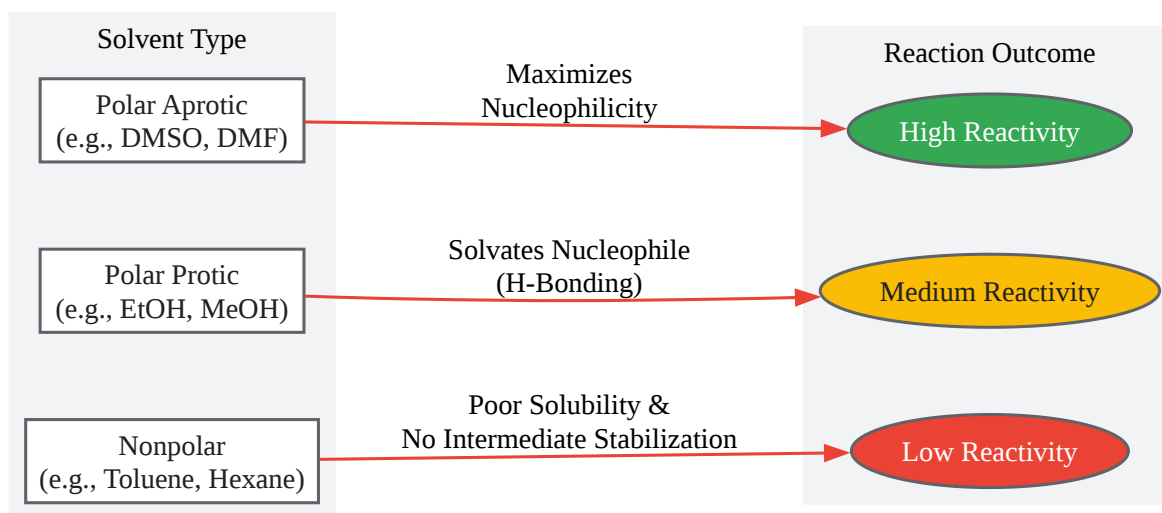 Solvent Type
Reaction Outcome
Polar Aprotic
(e.g., DMSO, DMF)
Maximizes
Nucleophilicity
High Reactivity
Polar Protic
(e.g., EtOH, MeOH)
Solvates Nucleophile
(H-Bonding)
Medium Reactivity
Nonpolar
(e.g., Toluene, Hexane)
Poor Solubility &
No Intermediate Stabilization
Low Reactivity